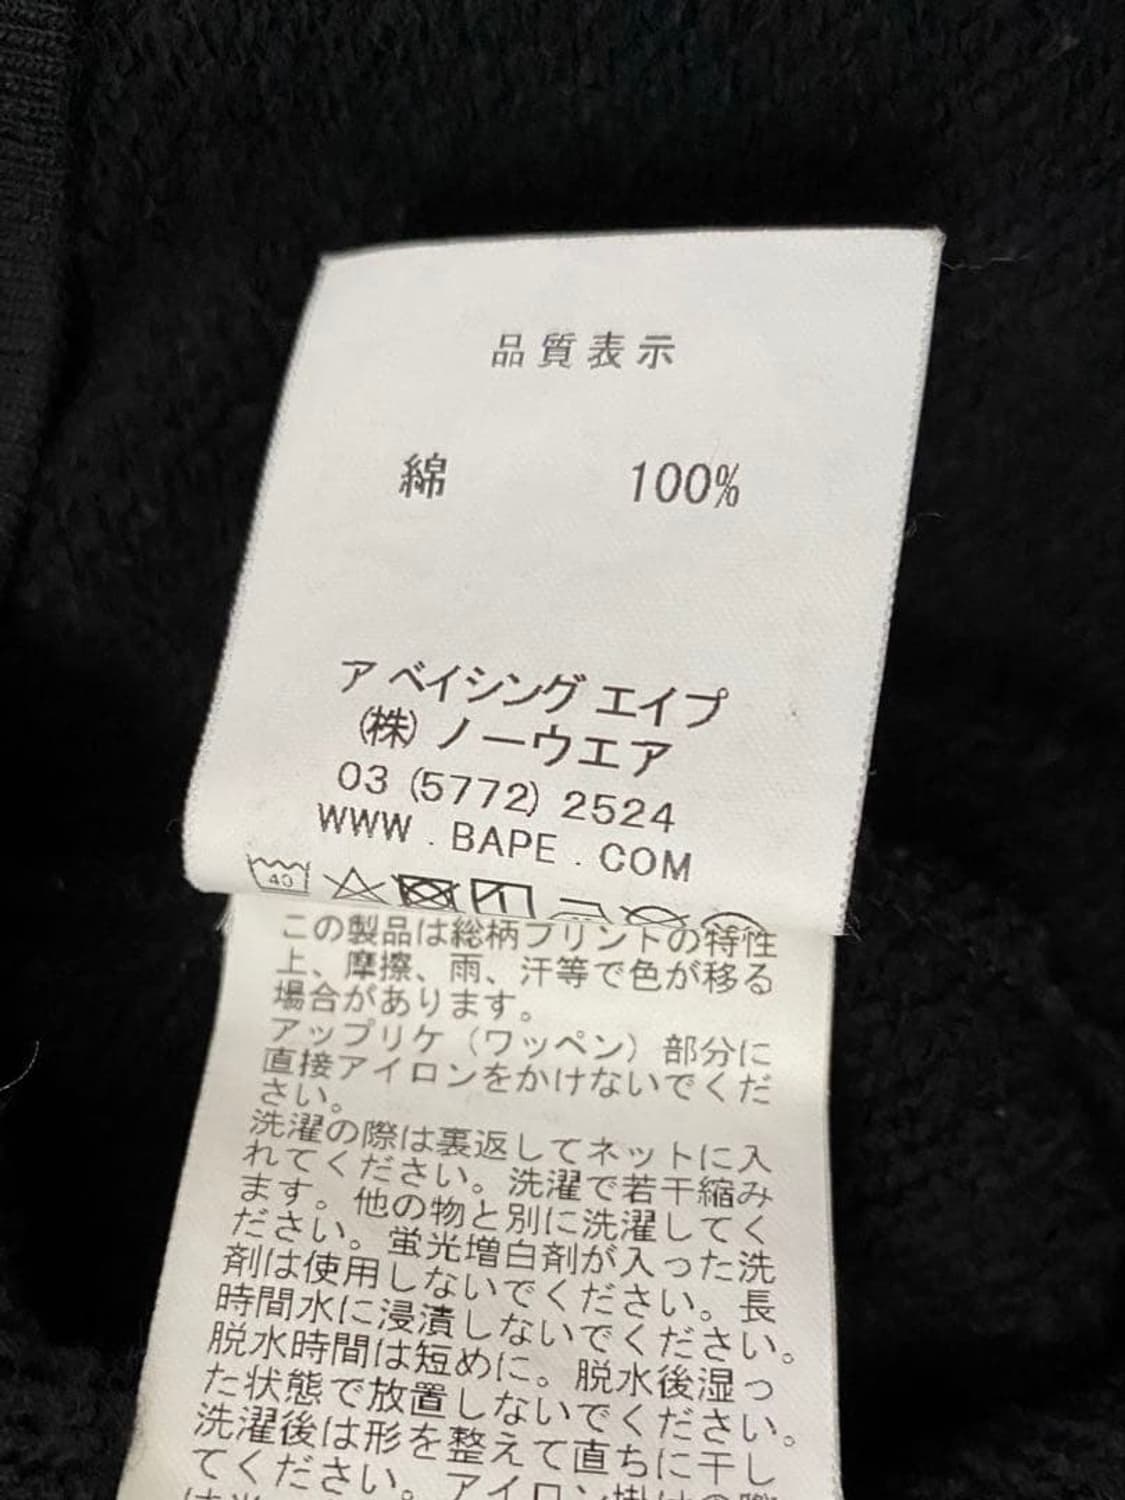 品質表示
綿 100%
ア ベイシング エイプ
(株) ノーウエア
03 (5772) 2524
WWW . BAPE . COM
40
この製品は総柄プリントの特性
上、摩擦、雨、汗等で色が移る
場合があります。
アップリケ（ワッペン）部分に
直接アイロンをかけないでくだ
さい。
洗濯の際は裏返してネットに入
れてください。洗濯で若干縮み
ます。他の物と別に洗濯してく
ださい。蛍光増白剤が入った洗
剤は使用しないでください。長
時間水に浸漬しないでください。
脱水時間は短めに。脱水後湿っ
た状態で放置しないでください。
洗濯後は形を整えて直ちに干し
てください。アイロン掛けの際